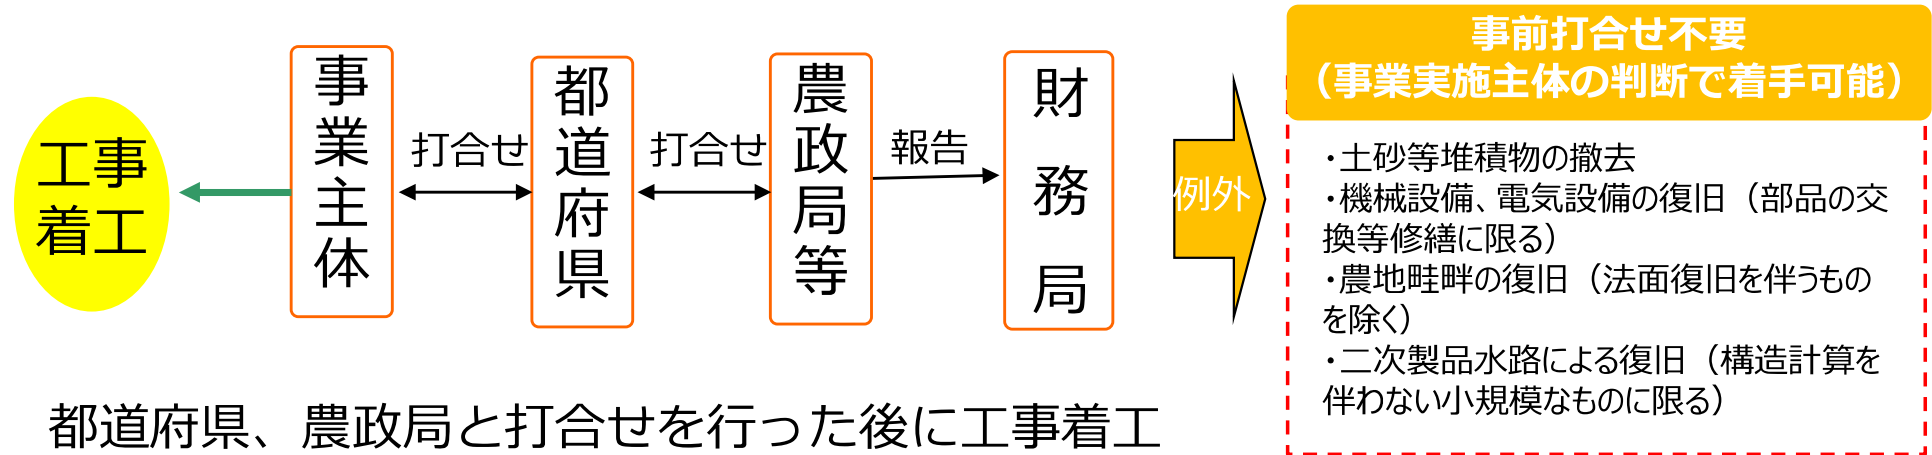 工事
着工
事業主体
打合せ
都道府県
打合せ
農政局等
報告
財務局
例外
都道府県、農政局と打合せを行った後に工事着工
事前打合せ不要
（事業実施主体の判断で着手可能）
・土砂等堆積物の撤去
・機械設備、電気設備の復旧（部品の交
換等修繕に限る）
・農地畦畔の復旧（法面復旧を伴うもの
を除く）
・二次製品水路による復旧（構造計算を
伴わない小規模なものに限る）